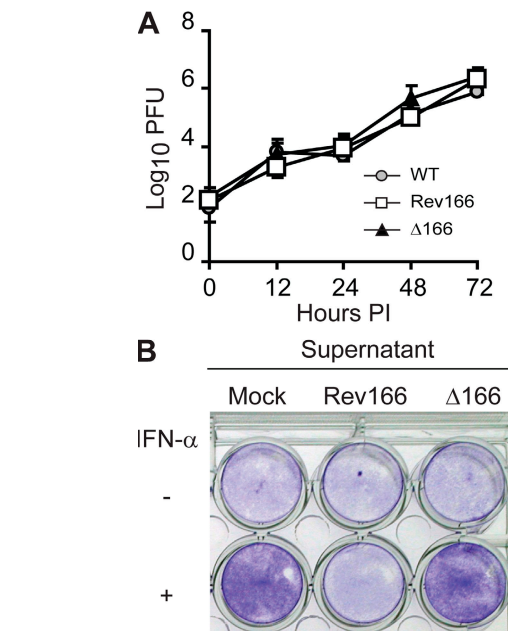 A
8
6
4
2
0
Log10 PFU
WT
Rev166
Δ166
0 12 24 48 72
Hours PI
B
Supernatant
Mock Rev166 Δ166
IFN-α
-
+